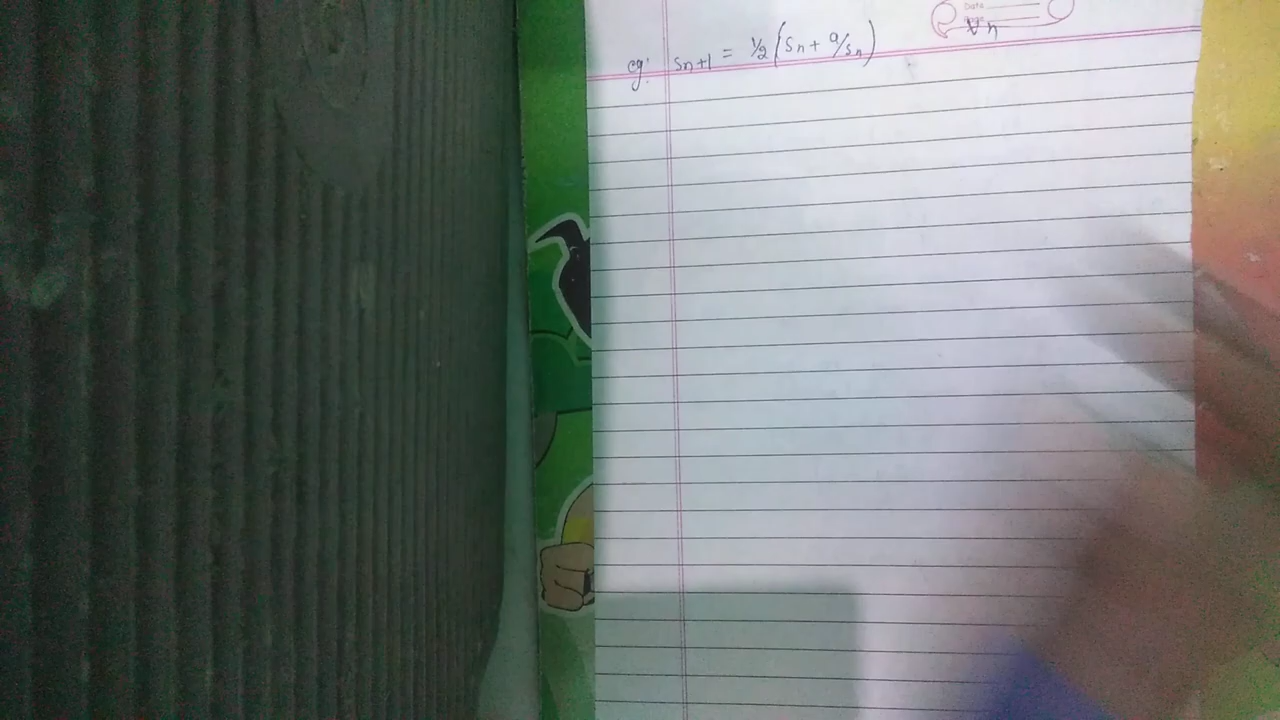 Date
∀ n
eg: Sn+1 = 1/2 (Sn + a/Sn)